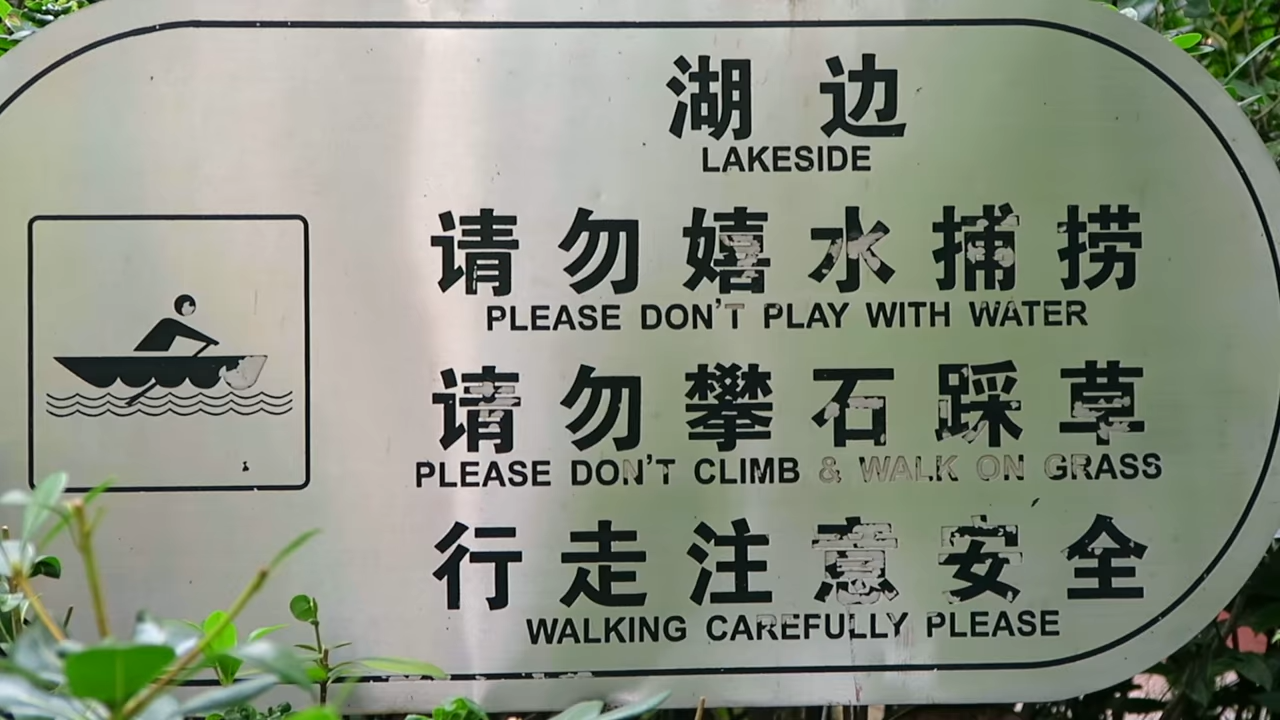 湖边
LAKESIDE
请勿嬉水捕捞
PLEASE DON'T PLAY WITH WATER
请勿攀石踩草
PLEASE DON'T CLIMB & WALK ON GRASS
行走注意安全
WALKING CAREFULLY PLEASE